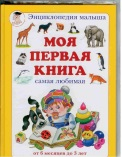 Энциклопедия малыша
МОЯ
ПЕРВАЯ КНИГА
самая любимая
от 6 месяцев до 3 лет